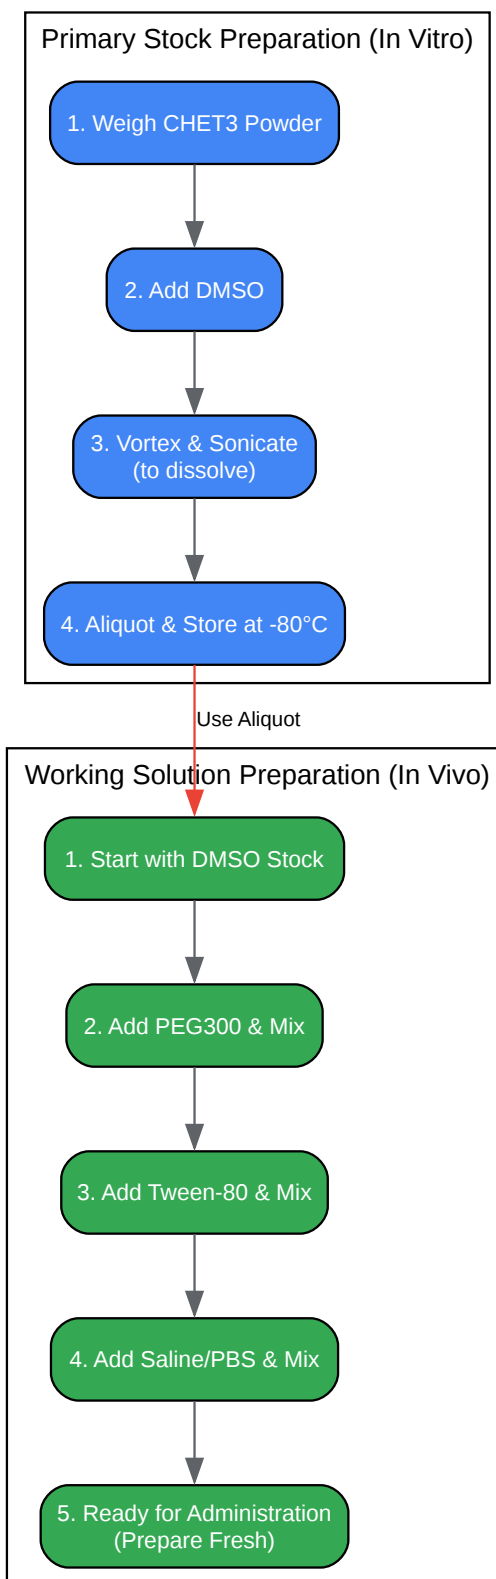 Primary Stock Preparation (In Vitro)
1. Weigh CHET3 Powder
2. Add DMSO
3. Vortex & Sonicate
(to dissolve)
4. Aliquot & Store at -80°C
Use Aliquot
Working Solution Preparation (In Vivo)
1. Start with DMSO Stock
2. Add PEG300 & Mix
3. Add Tween-80 & Mix
4. Add Saline/PBS & Mix
5. Ready for Administration
(Prepare Fresh)